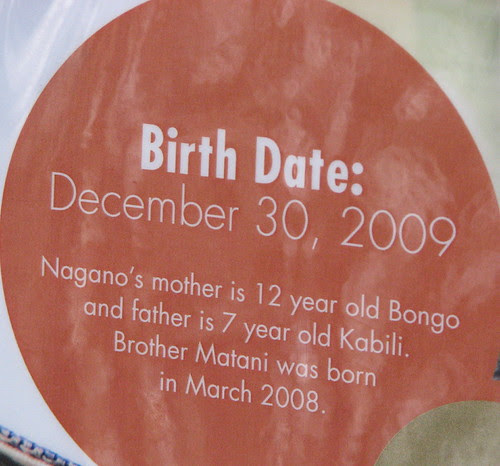 Birth Date:
December 30, 2009
Nagano's mother is 12 year old Bongo
and father is 7 year old Kabili.
Brother Matani was born
in March 2008.